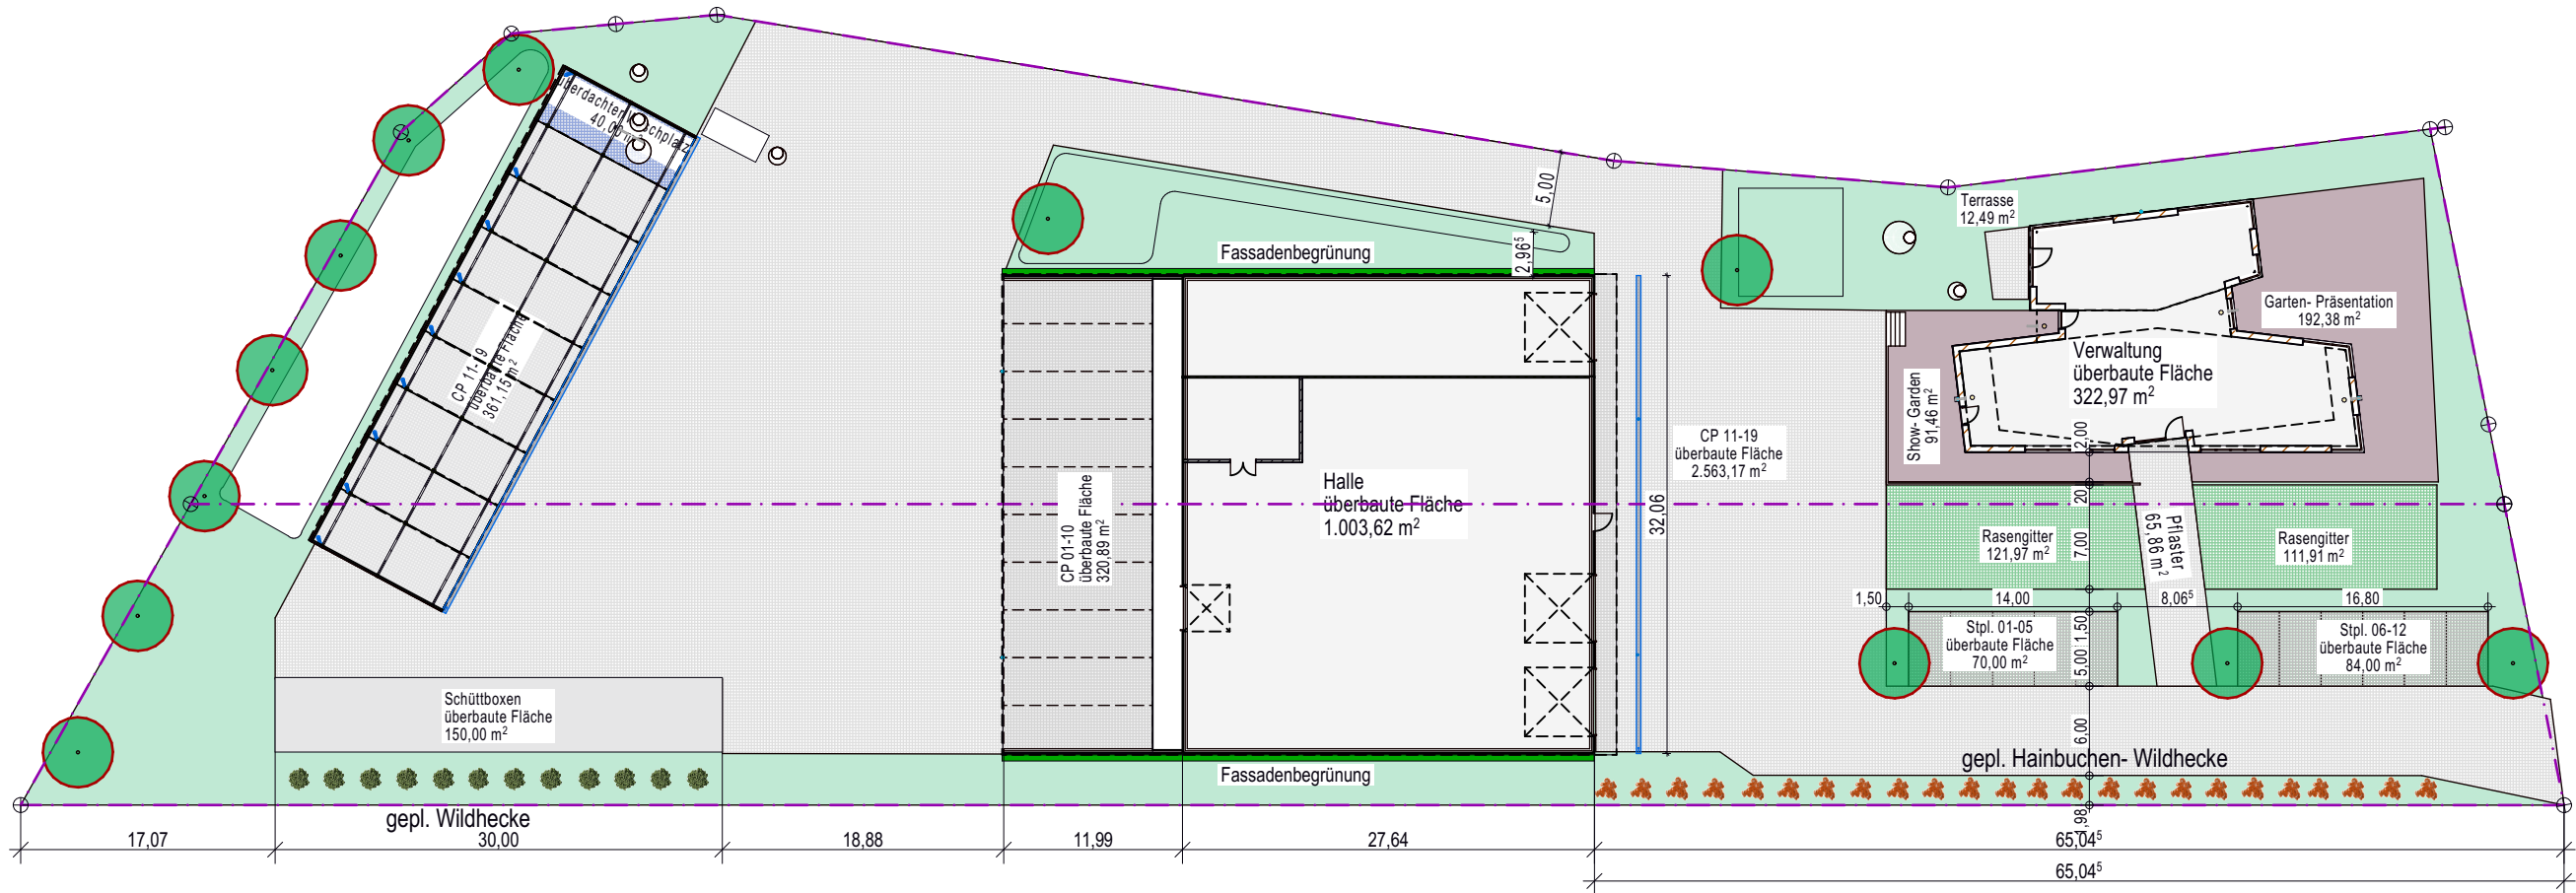 überdachter Waschplatz
40,00 m²
CP 11-19
überbaute Fläche
361,15 m²
Schüttboxen
überbaute Fläche
150,00 m²
gepl. Wildhecke
Fassadenbegrünung
5,00
2,96⁵
CP 01-10
überbaute Fläche
320,89 m²
Halle
überbaute Fläche
1.003,62 m²
Fassadenbegrünung
32,06
CP 11-19
überbaute Fläche
2.563,17 m²
Terrasse
12,49 m²
Garten- Präsentation
192,38 m²
Verwaltung
überbaute Fläche
322,97 m²
Show- Garden
91,46 m²
2,00
20
Rasengitter
121,97 m²
7,00
Pflaster
65,86 m²
Rasengitter
111,91 m²
1,50
14,00
8,06⁵
16,80
Stpl. 01-05
überbaute Fläche
70,00 m²
1,50
5,00
Stpl. 06-12
überbaute Fläche
84,00 m²
6,00
gepl. Hainbuchen- Wildhecke
1,98
17,07
30,00
18,88
11,99
27,64
65,04⁵
65,04⁵